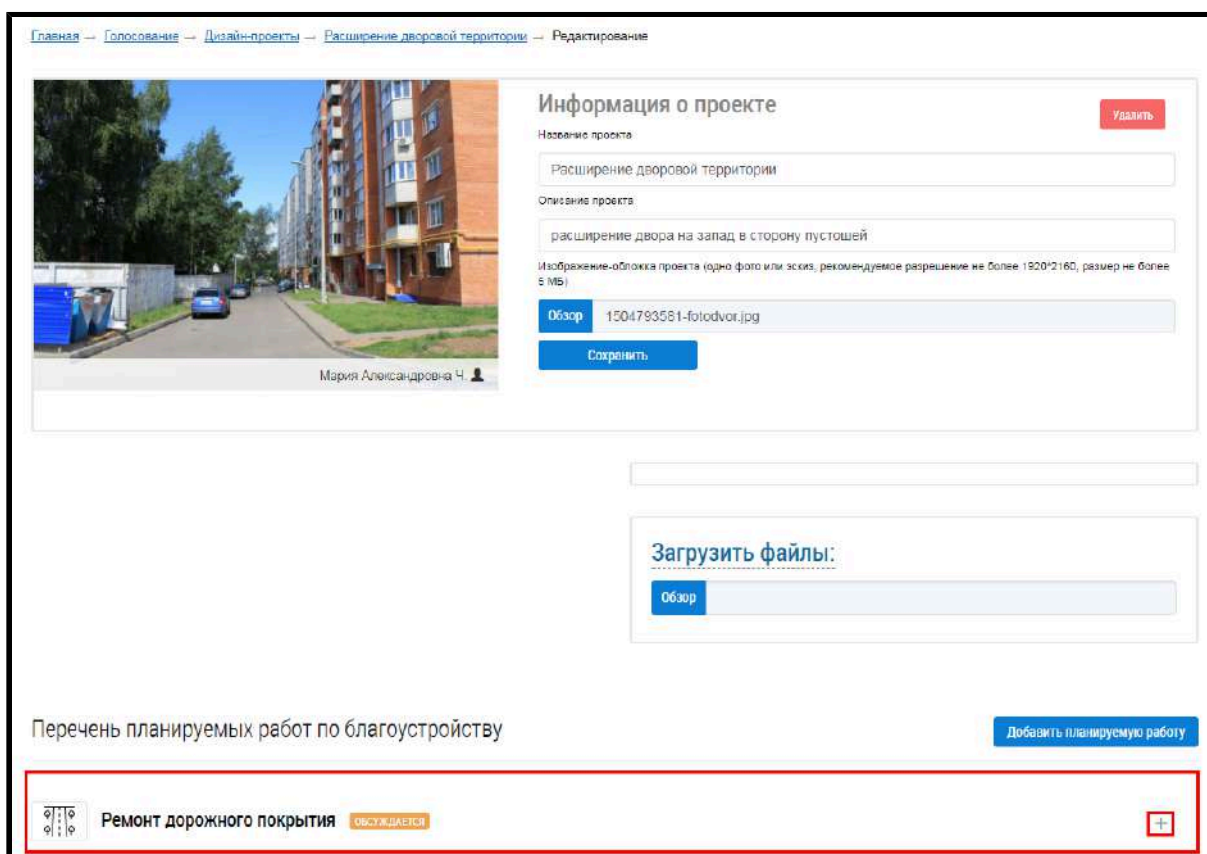 Главная → Голосование → Дизайн-проекты → Расширение дворовой территории → Редактирование
Информация о проекте
Удалить
Название проекта
Расширение дворовой территории
Описание проекта
расширение двора на запад в сторону пустошей
Изображение-обложка проекта (одно фото или эскиз, рекомендуемое разрешение не более 1920*2160, размер не более
5 МБ)
Обзор 1504793581-fotodvor.jpg
Сохранить
Мария Александровна Ч.
Загрузить файлы:
Обзор
Перечень планируемых работ по благоустройству
Добавить планируемую работу
Ремонт дорожного покрытия ОБСУЖДАЕТСЯ +